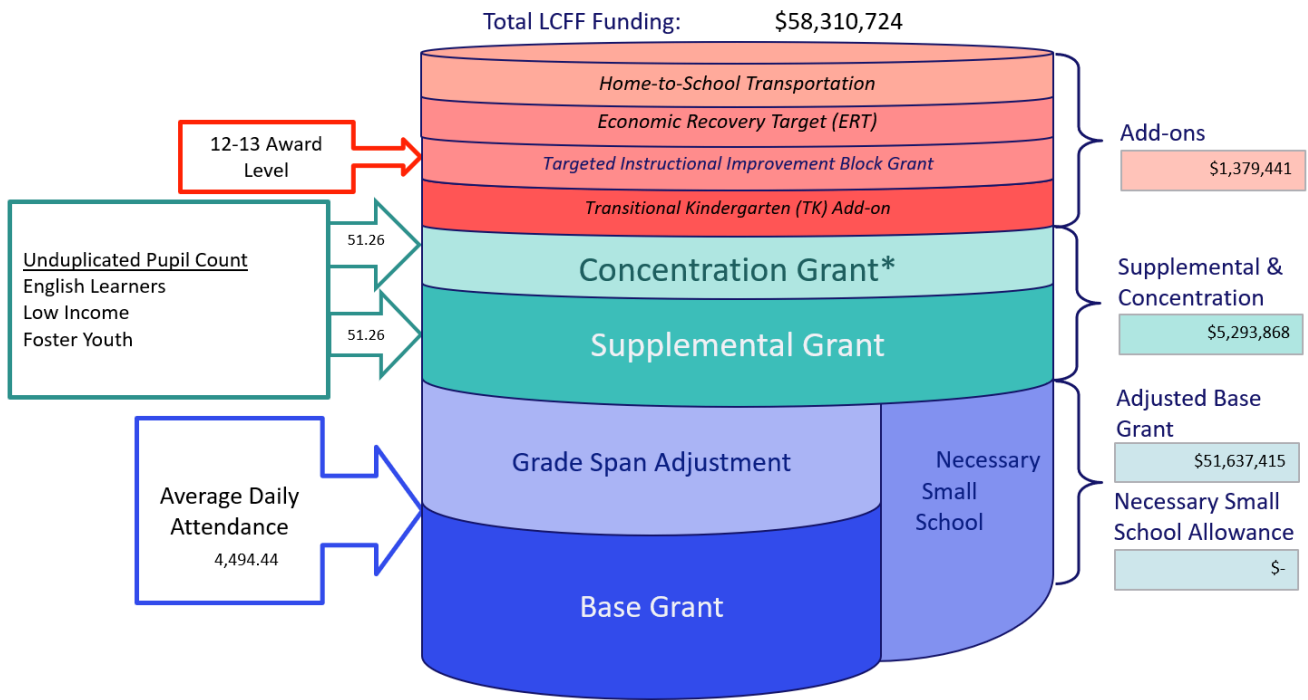 Total LCFF Funding: $58,310,724
Home-to-School Transportation
Economic Recovery Target (ERT)
Targeted Instructional Improvement Block Grant
Transitional Kindergarten (TK) Add-on
Concentration Grant*
Supplemental Grant
Grade Span Adjustment
Base Grant
Necessary
Small
School
12-13 Award
Level
Unduplicated Pupil Count
English Learners
Low Income
Foster Youth
51.26
51.26
Average Daily
Attendance
4,494.44
Add-ons
$1,379,441
Supplemental &
Concentration
$5,293,868
Adjusted Base
Grant
$51,637,415
Necessary Small
School Allowance
$-